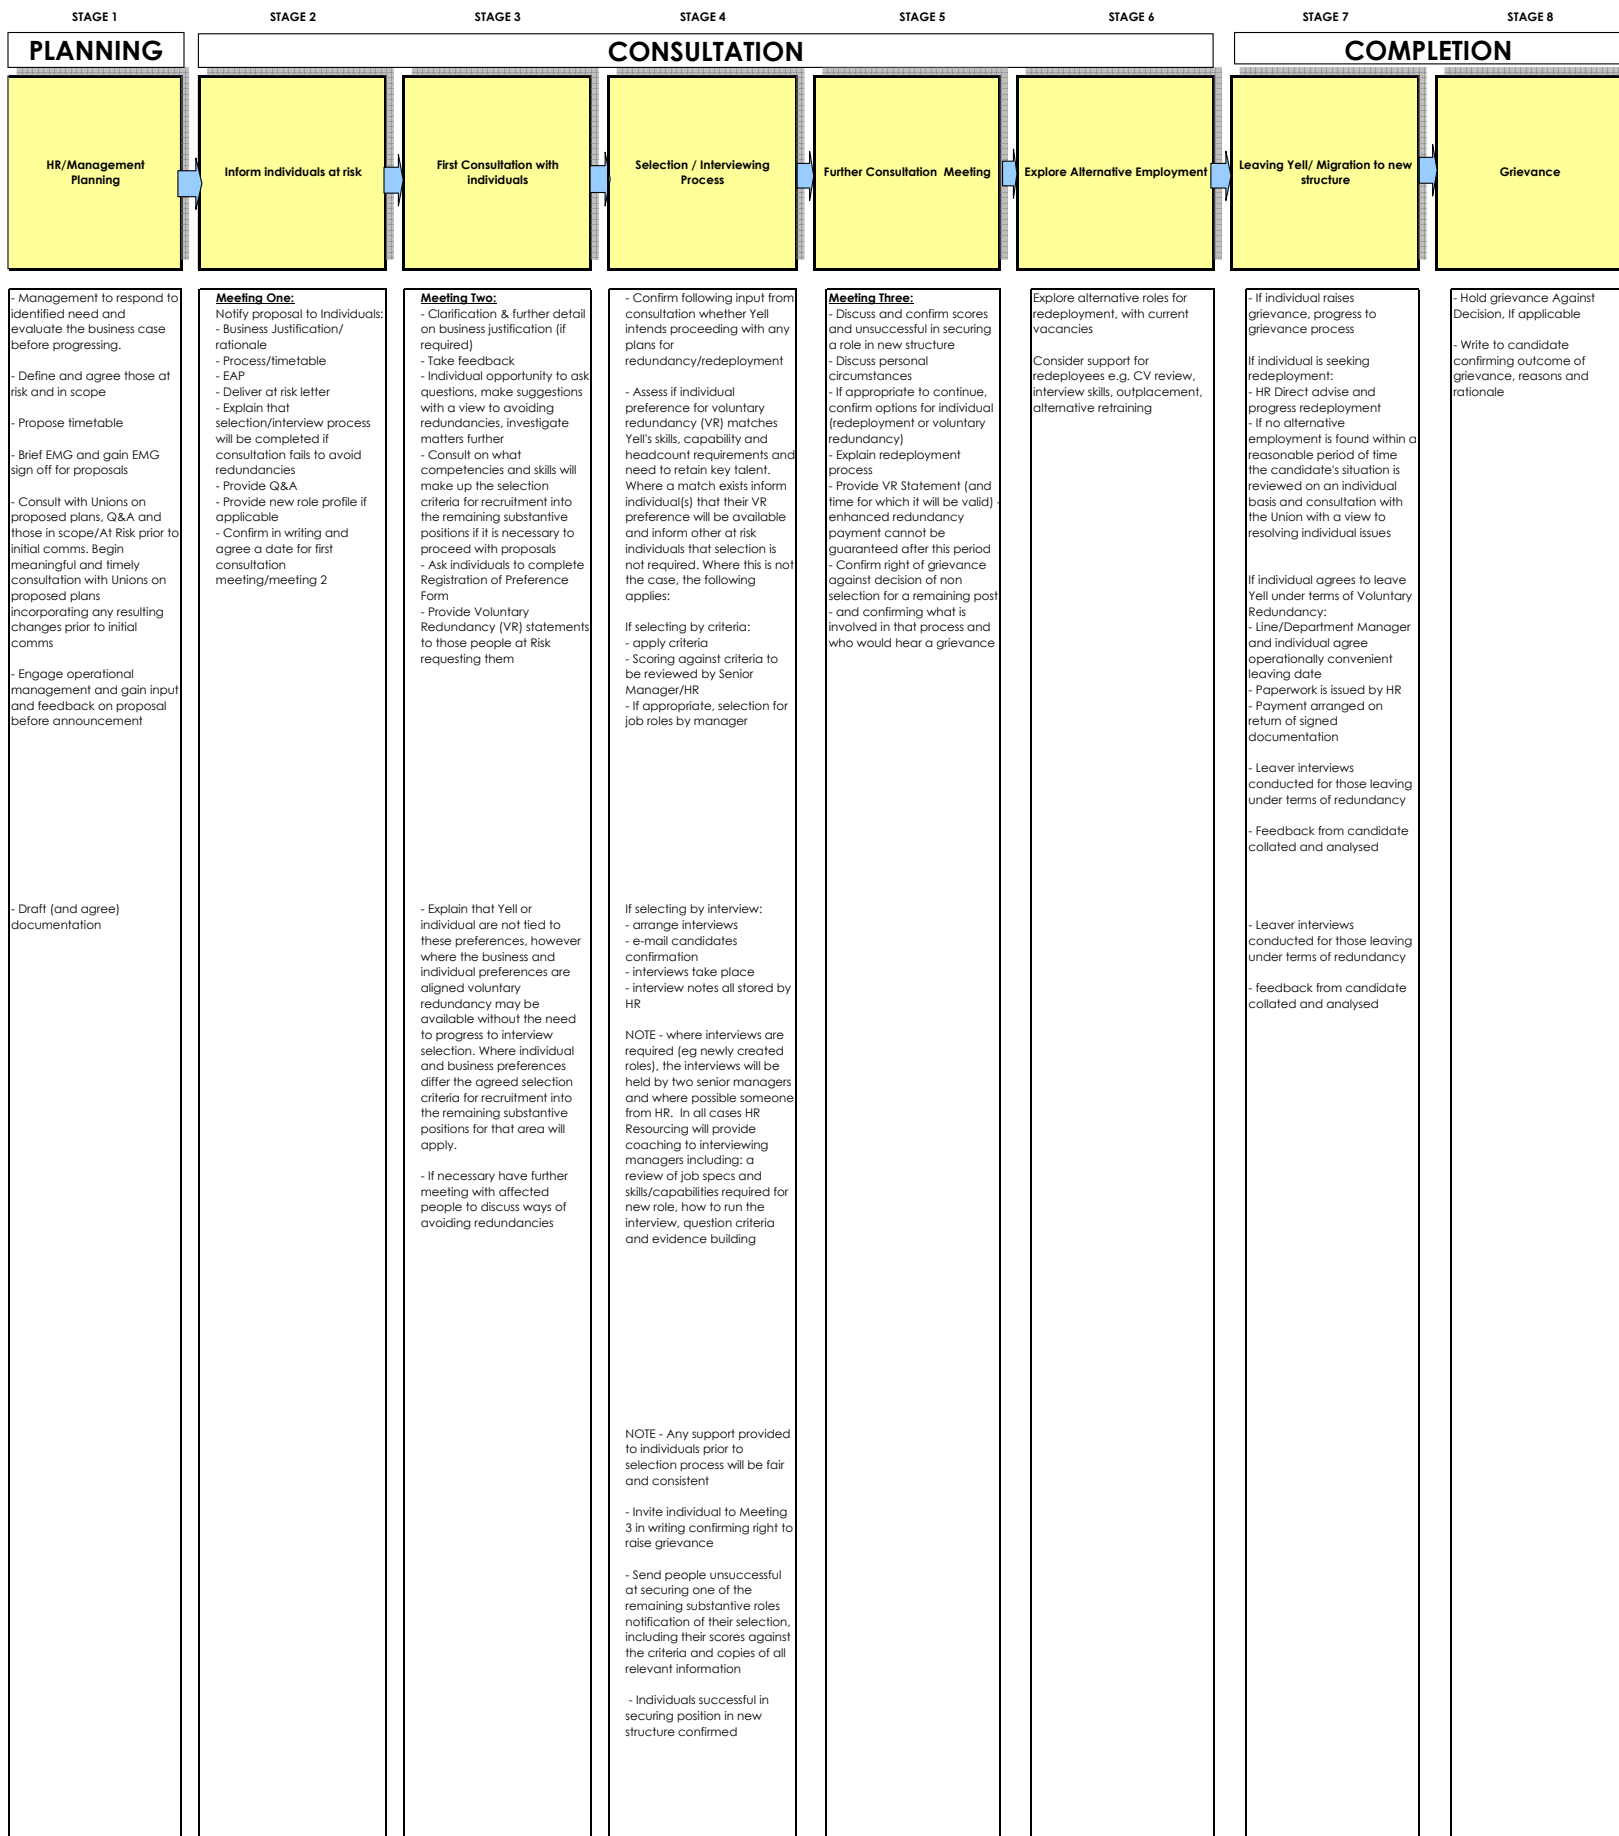 STAGE 1
STAGE 2
STAGE 3
STAGE 4
STAGE 5
STAGE 6
STAGE 7
STAGE 8
PLANNING
CONSULTATION
COMPLETION
HR/Management
Planning
Inform individuals at risk
First Consultation with
individuals
Selection / Interviewing
Process
Further Consultation Meeting
Explore Alternative Employment
Leaving Yell/ Migration to new
structure
Grievance
- Management to respond to
identified need and
evaluate the business case
before progressing.
- Define and agree those at
risk and in scope
- Propose timetable
- Brief EMG and gain EMG
sign off for proposals
- Consult with Unions on
proposed plans, Q&A and
those in scope/At Risk prior to
initial comms. Begin
meaningful and timely
consultation with Unions on
proposed plans
incorporating any resulting
changes prior to initial
comms
- Engage operational
management and gain input
and feedback on proposal
before announcement
- Draft (and agree)
documentation
Meeting One:
Notify proposal to Individuals:
- Business Justification/
rationale
- Process/timetable
- EAP
- Deliver at risk letter
- Explain that
selection/interview process
will be completed if
consultation fails to avoid
redundancies
- Provide Q&A
- Provide new role profile if
applicable
- Confirm in writing and
agree a date for first
consultation
meeting/meeting 2
Meeting Two:
- Clarification & further detail
on business justification (if
required)
- Take feedback
- Individual opportunity to ask
questions, make suggestions
with a view to avoiding
redundancies, investigate
matters further
- Consult on what
competencies and skills will
make up the selection
criteria for recruitment into
the remaining substantive
positions if it is necessary to
proceed with proposals
- Ask individuals to complete
Registration of Preference
Form
- Provide Voluntary
Redundancy (VR) statements
to those people at Risk
requesting them
- Explain that Yell or
individual are not tied to
these preferences, however
where the business and
individual preferences are
aligned voluntary
redundancy may be
available without the need
to progress to interview
selection. Where individual
and business preferences
differ the agreed selection
criteria for recruitment into
the remaining substantive
positions for that area will
apply.
- If necessary have further
meeting with affected
people to discuss ways of
avoiding redundancies
- Confirm following input from
consultation whether Yell
intends proceeding with any
plans for
redundancy/redeployment
- Assess if individual
preference for voluntary
redundancy (VR) matches
Yell's skills, capability and
headcount requirements and
need to retain key talent.
Where a match exists inform
individual(s) that their VR
preference will be available
and inform other at risk
individuals that selection is
not required. Where this is not
the case, the following
applies:
If selecting by criteria:
- apply criteria
- Scoring against criteria to
be reviewed by Senior
Manager/HR
- If appropriate, selection for
job roles by manager
If selecting by interview:
- arrange interviews
- e-mail candidates
confirmation
- interviews take place
- interview notes all stored by
HR
NOTE - where interviews are
required (eg newly created
roles), the interviews will be
held by two senior managers
and where possible someone
from HR. In all cases HR
Resourcing will provide
coaching to interviewing
managers including: a
review of job specs and
skills/capabilities required for
new role, how to run the
interview, question criteria
and evidence building
NOTE - Any support provided
to individuals prior to
selection process will be fair
and consistent
- Invite individual to Meeting
3 in writing confirming right to
raise grievance
- Send people unsuccessful
at securing one of the
remaining substantive roles
notification of their selection,
including their scores against
the criteria and copies of all
relevant information
- Individuals successful in
securing position in new
structure confirmed
Meeting Three:
- Discuss and confirm scores
and unsuccessful in securing
a role in new structure
- Discuss personal
circumstances
- If appropriate to continue,
confirm options for individual
(redeployment or voluntary
redundancy)
- Explain redeployment
process
- Provide VR Statement (and
time for which it will be valid) -
enhanced redundancy
payment cannot be
guaranteed after this period
- Confirm right of grievance
against decision of non
selection for a remaining post
- and confirming what is
involved in that process and
who would hear a grievance
Explore alternative roles for
redeployment, with current
vacancies
Consider support for
redeployees e.g. CV review,
interview skills, outplacement,
alternative retraining
- If individual raises
grievance, progress to
grievance process
If individual is seeking
redeployment:
- HR Direct advise and
progress redeployment
- If no alternative
employment is found within a
reasonable period of time
the candidate's situation is
reviewed on an individual
basis and consultation with
the Union with a view to
resolving individual issues
If individual agrees to leave
Yell under terms of Voluntary
Redundancy:
- Line/Department Manager
and individual agree
operationally convenient
leaving date
- Paperwork is issued by HR
- Payment arranged on
return of signed
documentation
- Leaver interviews
conducted for those leaving
under terms of redundancy
- Feedback from candidate
collated and analysed
- Leaver interviews
conducted for those leaving
under terms of redundancy
- feedback from candidate
collated and analysed
- Hold grievance Against
Decision, If applicable
- Write to candidate
confirming outcome of
grievance, reasons and
rationale